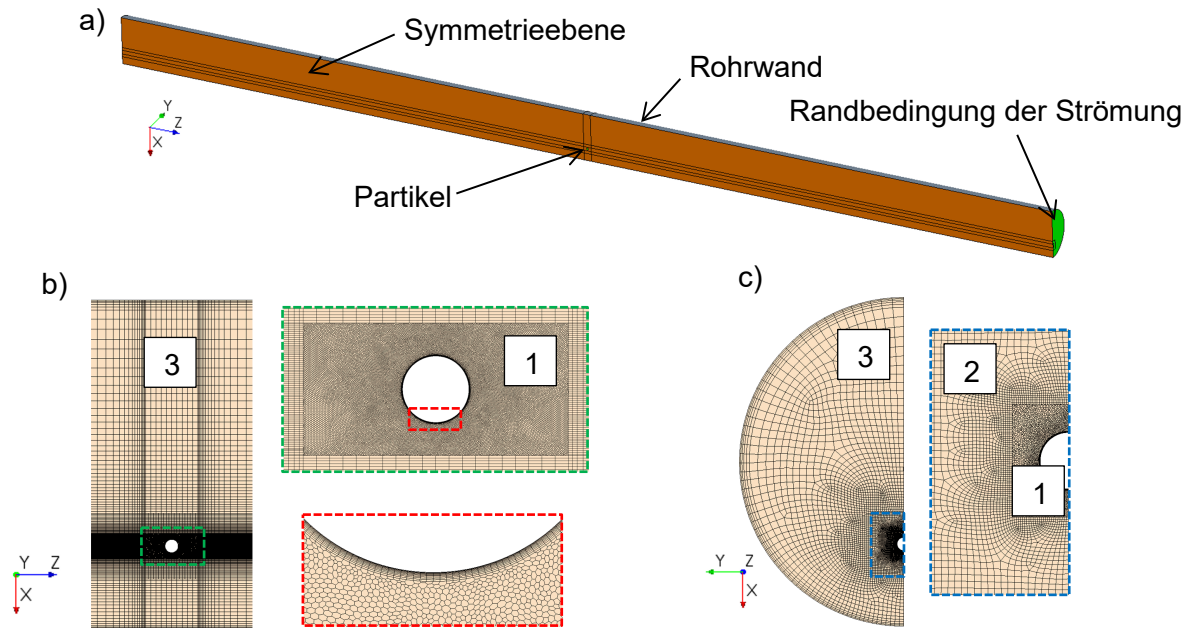 a)
Symmetrieebene
Rohrwand
Randbedingung der Strömung
Partikel
Y
Z
X
b)
3
1
Y
Z
X
c)
3
2
1
Y
Z
X